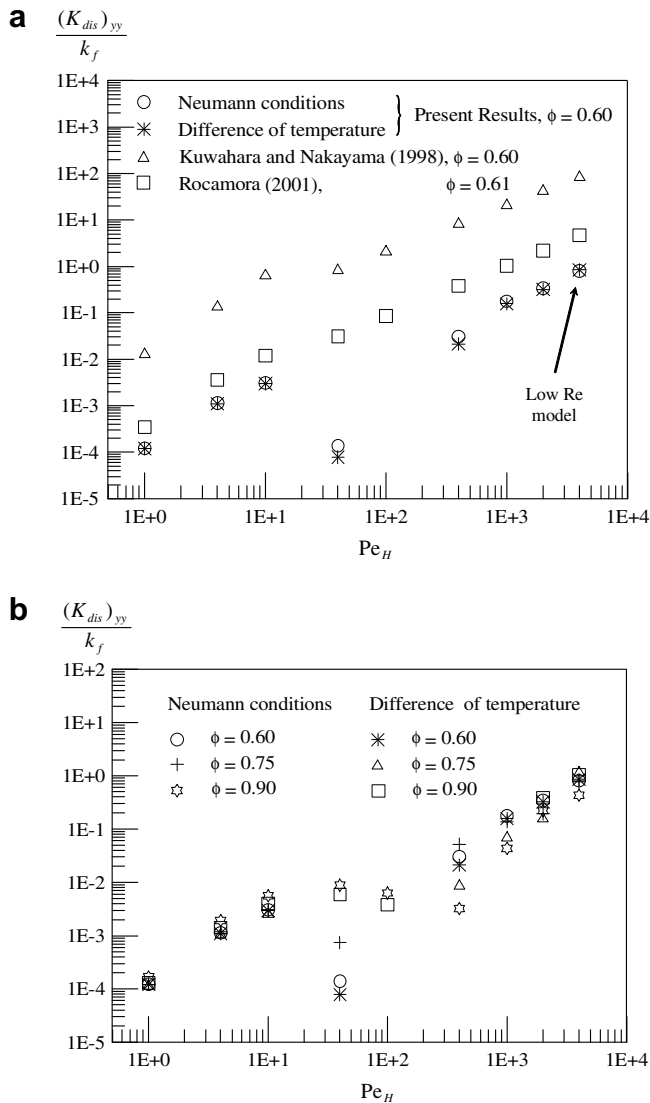 a
(K_dis)_yy
k_f
1E+4
1E+3
1E+2
1E+1
1E+0
1E-1
1E-2
1E-3
1E-4
1E-5
Neumann conditions
Difference of temperature
Present Results, ϕ = 0.60
Kuwahara and Nakayama (1998), ϕ = 0.60
Rocamora (2001), ϕ = 0.61
Low Re
model
1E+0 1E+1 1E+2 1E+3 1E+4
Pe_H
b
(K_dis)_yy
k_f
1E+2
1E+1
1E+0
1E-1
1E-2
1E-3
1E-4
1E-5
Neumann conditions Difference of temperature
ϕ = 0.60 ϕ = 0.60
ϕ = 0.75 ϕ = 0.75
ϕ = 0.90 ϕ = 0.90
1E+0 1E+1 1E+2 1E+3 1E+4
Pe_H